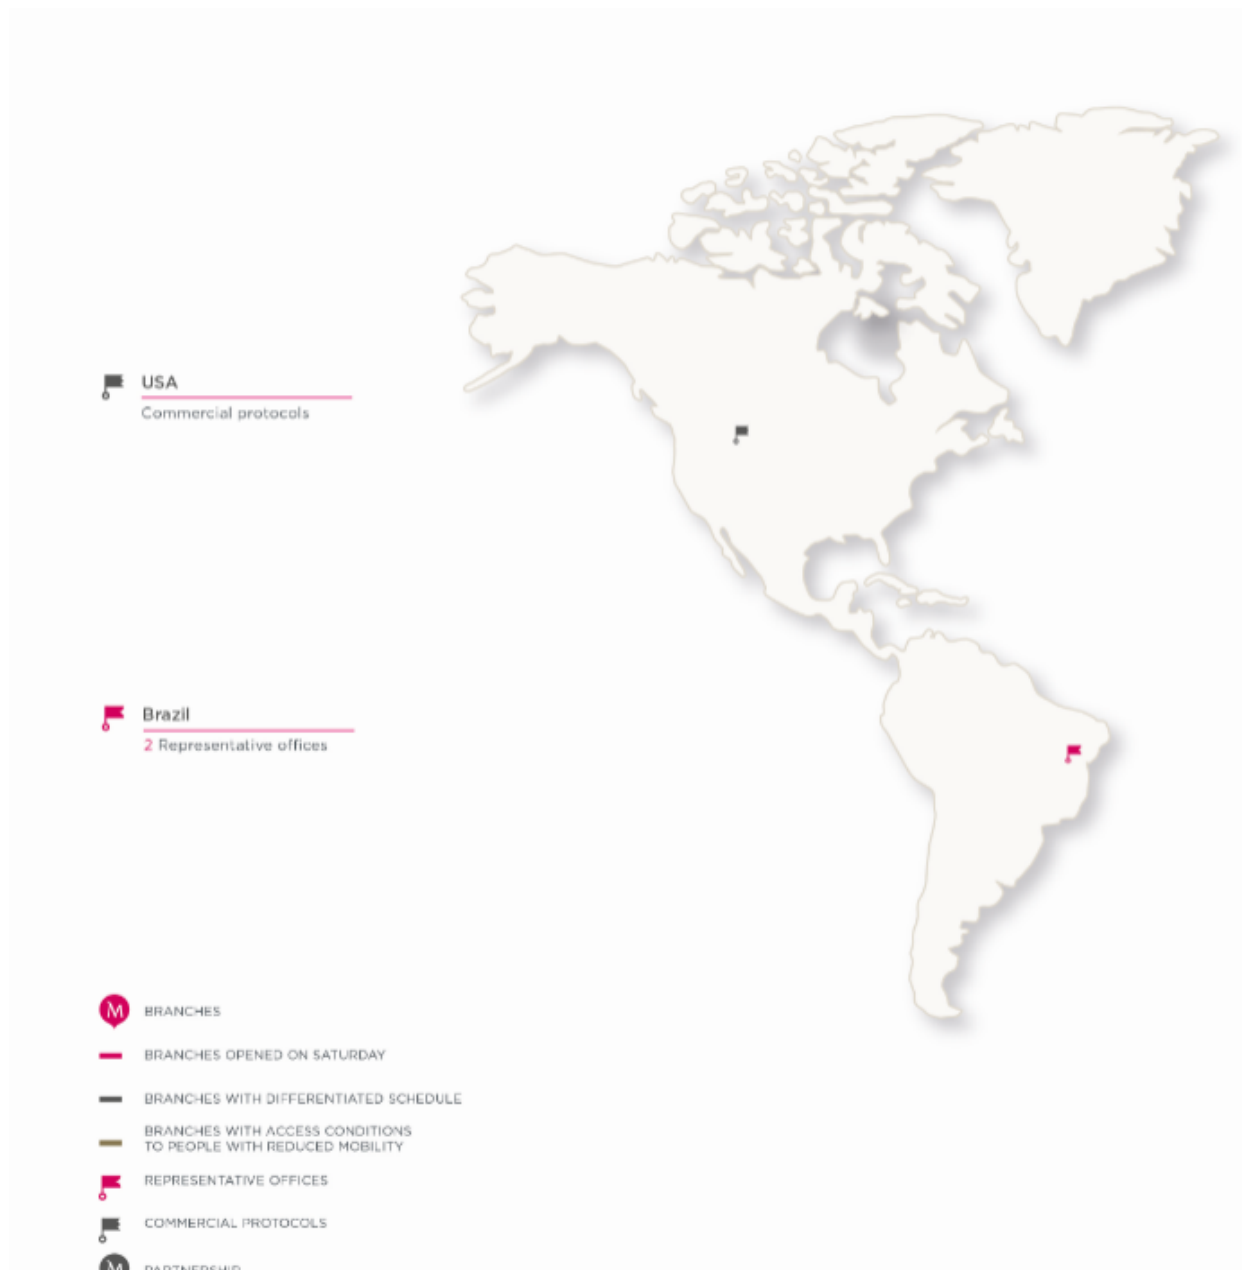 USA
Commercial protocols
Brazil
2 Representative offices
M
BRANCHES
BRANCHES OPENED ON SATURDAY
BRANCHES WITH DIFFERENTIATED SCHEDULE
BRANCHES WITH ACCESS CONDITIONS
TO PEOPLE WITH REDUCED MOBILITY
REPRESENTATIVE OFFICES
COMMERCIAL PROTOCOLS
M
PARTNERSHIP